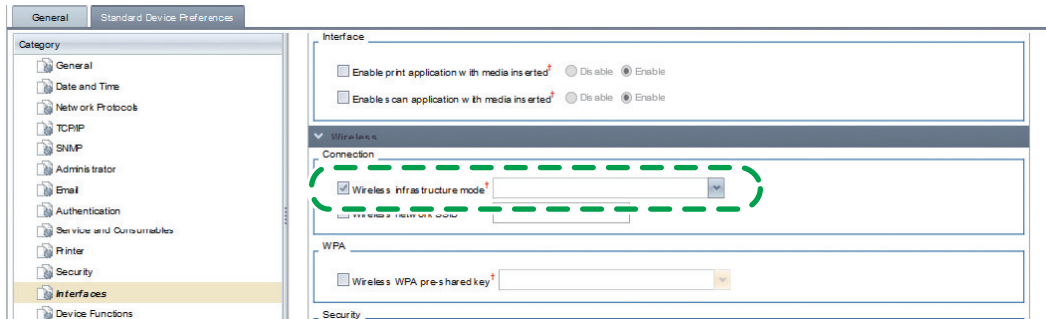 General Standard Device Preferences
Category
General
Date and Time
Network Protocols
TCP/IP
SNMP
Administrator
Email
Authentication
Service and Consumables
Printer
Security
Interfaces
Device Functions
Interface
Enable print application with media inserted† Disable Enable
Enable scan application with media inserted† Disable Enable
Wireless
Connection
Wireless infrastructure mode†
Wireless network SSID
WPA
Wireless WPA pre-shared key†
Security